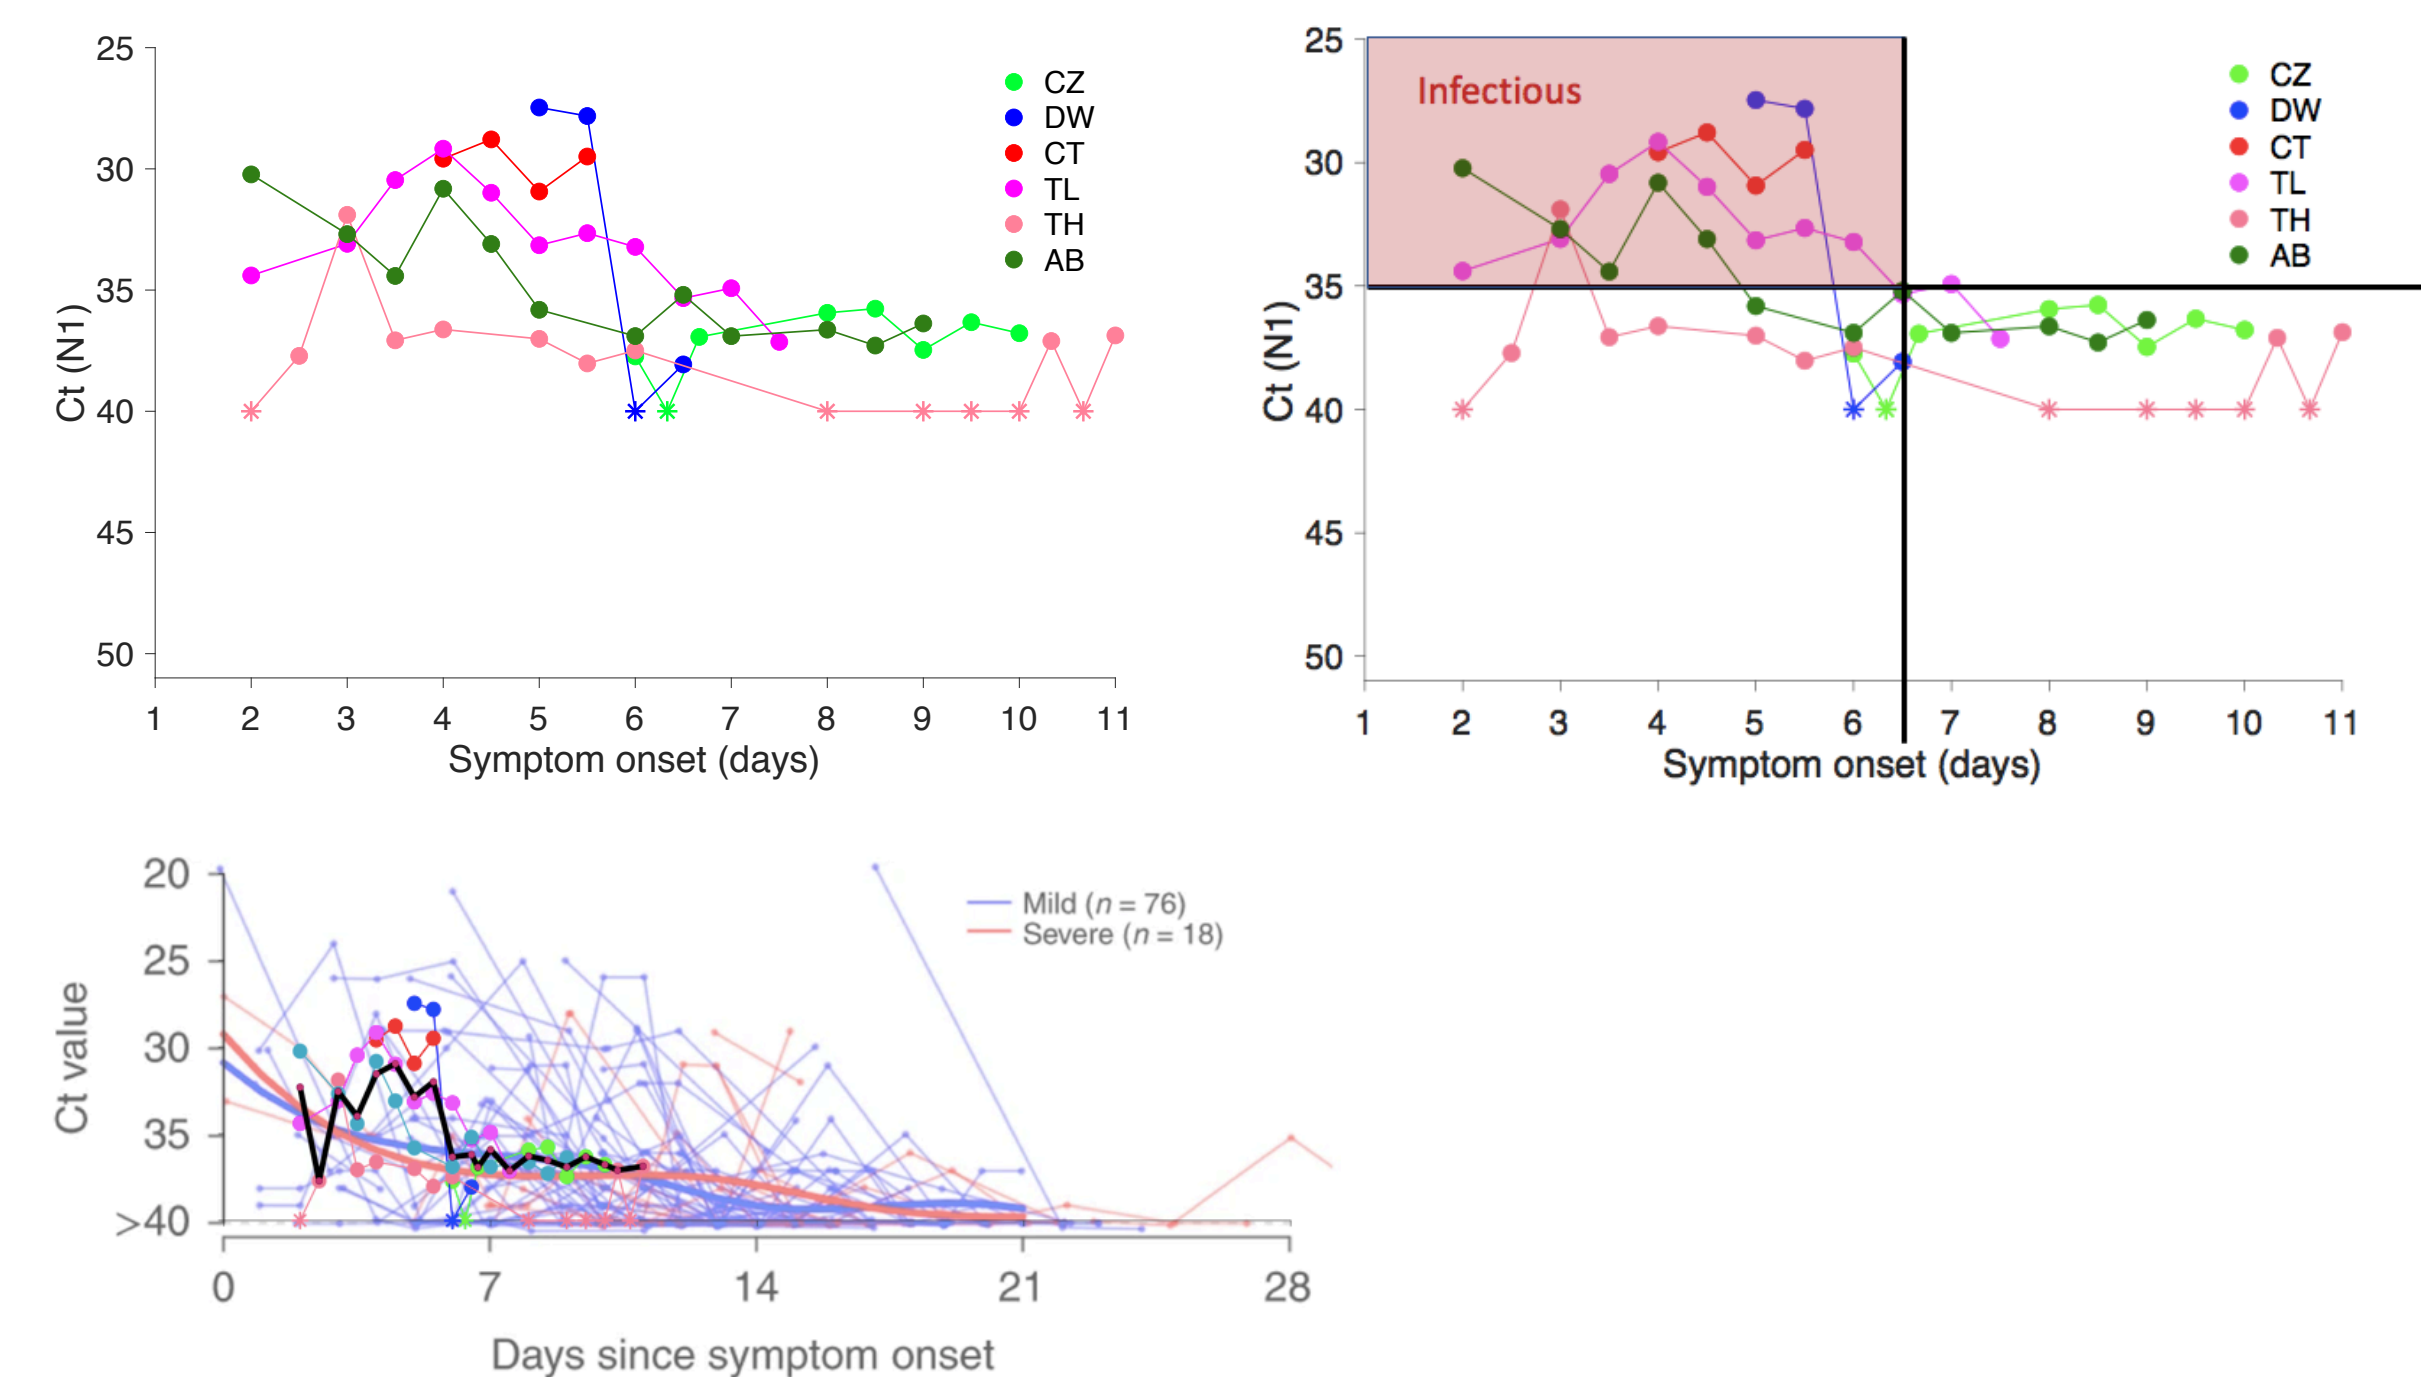 25
30
35
40
45
50
Ct (N1)
1 2 3 4 5 6 7 8 9 10 11
Symptom onset (days)
CZ
DW
CT
TL
TH
AB
25
30
35
40
45
50
Ct (N1)
Infectious
1 2 3 4 5 6 7 8 9 10 11
Symptom onset (days)
CZ
DW
CT
TL
TH
AB
20
25
30
35
>40
Ct value
Mild (n = 76)
Severe (n = 18)
0 7 14 21 28
Days since symptom onset